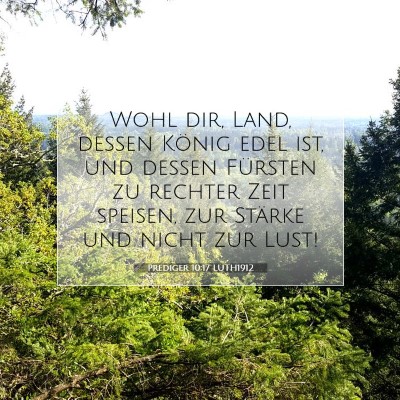 Wohl dir, Land,
dessen König edel ist,
und dessen Fürsten
zu rechter Zeit
speisen, zur Stärke
und nicht zur Lust!
Prediger 10:17 LUTH1912